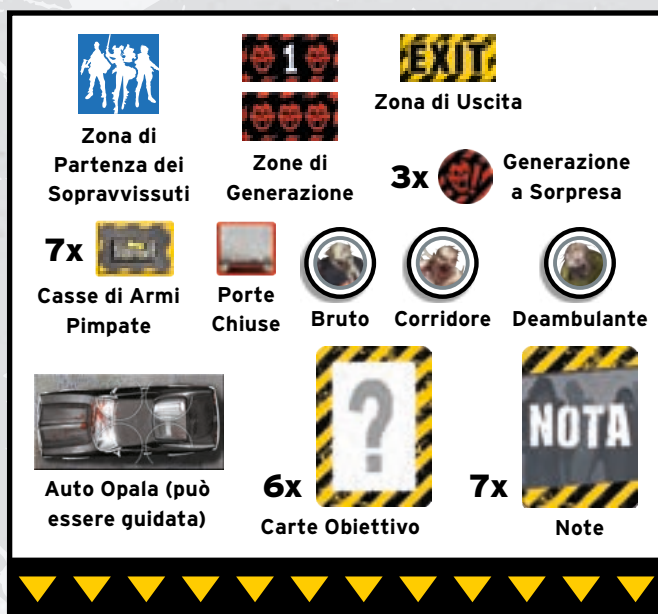 1
EXIT
Zona di Uscita
Zona di
Partenza dei
Sopravvissuti
Zone di
Generazione
3x
Generazione
a Sorpresa
7x
Casse di Armi
Pimpate
Porte
Chiuse
Bruto
Corridore
Deambulante
Auto Opala (può
essere guidata)
6x
?
Carte Obiettivo
7x
NOTA
Note